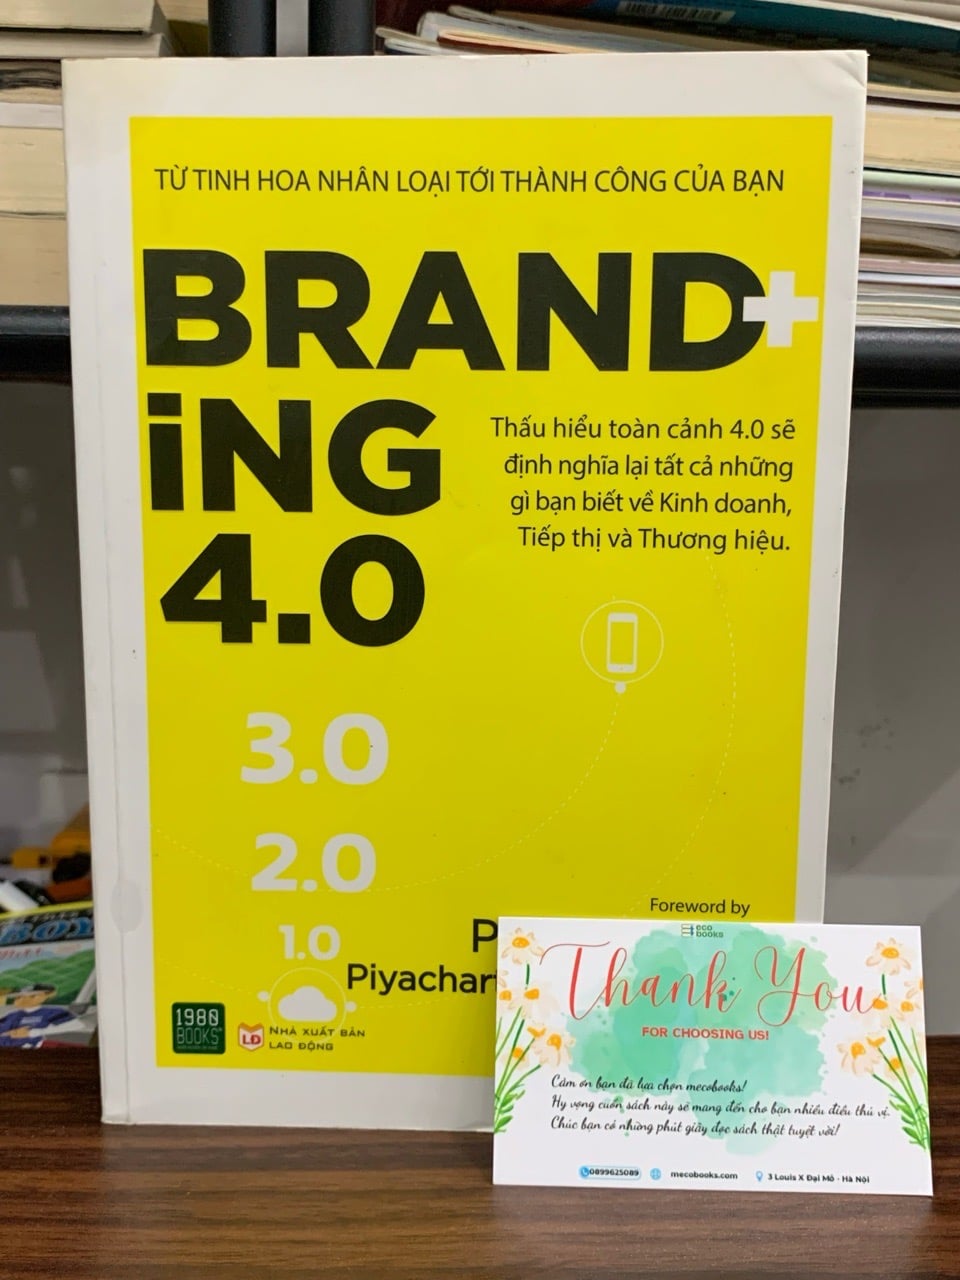 TỪ TINH HOA NHÂN LOẠI TỚI THÀNH CÔNG CỦA BẠN
BRAND+
iNG
4.0
Thấu hiểu toàn cảnh 4.0 sẽ
định nghĩa lại tất cả những
gì bạn biết về Kinh doanh,
Tiếp thị và Thương hiệu.
3.0
2.0
1.0
Foreword by
P
Piyachar
1980
BOOKS
NHÀ XUẤT BẢN
LAO ĐỘNG
LĐ
eco
books
Thank You
FOR CHOOSING US!
Cảm ơn bạn đã lựa chọn mecobooks!
Hy vọng cuốn sách này sẽ mang đến cho bạn nhiều điều thú vị.
Chúc bạn có những phút giây đọc sách thật tuyệt vời!
0899625089
mecobooks.com
3 Louis X Đại Mỗ - Hà Nội
BOY